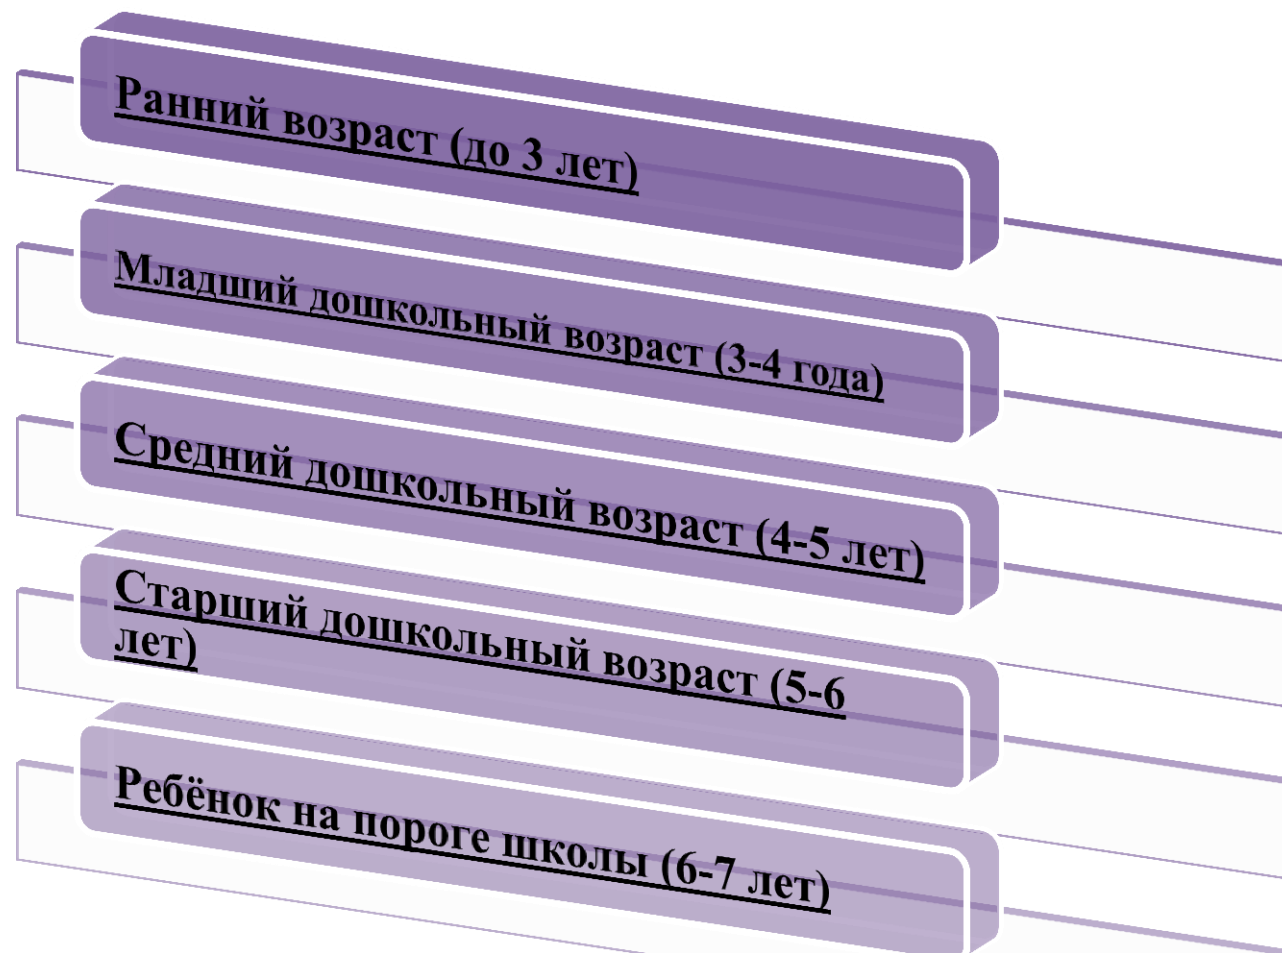 Ранний возраст (до 3 лет)
Младший дошкольный возраст (3-4 года)
Средний дошкольный возраст (4-5 лет)
Старший дошкольный возраст (5-6
лет)
Ребёнок на пороге школы (6-7 лет)